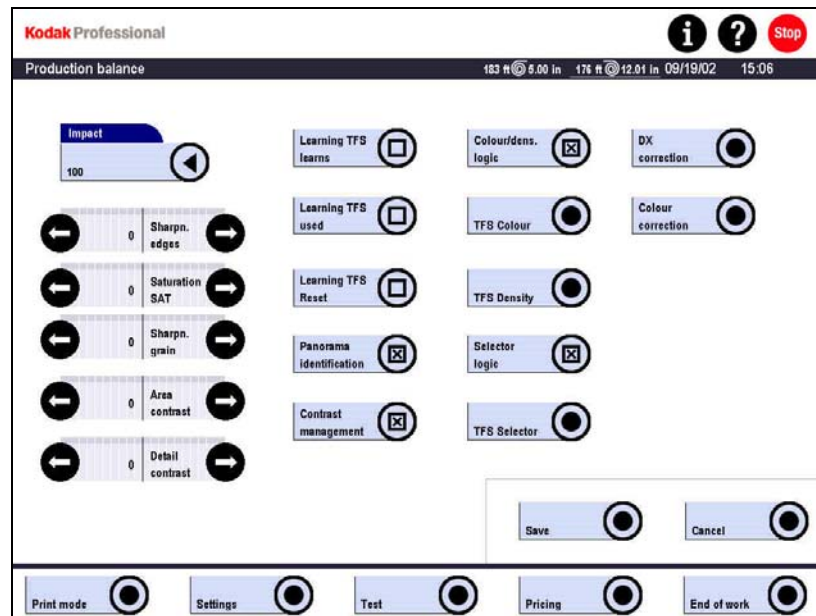 Kodak Professional
i ? Stop
Production balance
183 ft 5.00 in 176 ft 12.01 in 09/19/02 15:06
Impact
100
Learning TFS
learns
Colour/dens.
logic
DX
correction
0 Sharpn.
edges
Learning TFS
used
TFS Colour
Colour
correction
0 Saturation
SAT
Learning TFS
Reset
TFS Density
0 Sharpn.
grain
Panorama
identification
Selector
logic
0 Area
contrast
Contrast
management
TFS Selector
0 Detail
contrast
Save
Cancel
Print mode
Settings
Test
Pricing
End of work